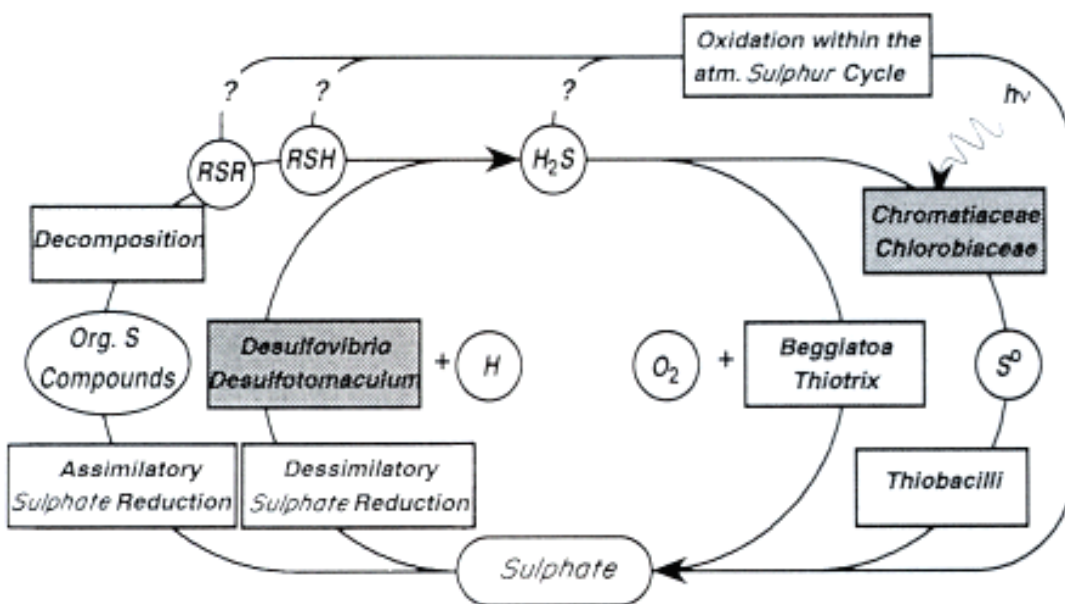 Oxidation within the
atm. Sulphur Cycle
?
?
?
hν
RSR
RSH
H₂S
Chromatiaceae
Chlorobiaceae
Decomposition
Org. S
Compounds
Desulfovibria
Desulfotomaculum
+
H
O₂
+
Beggiatoa
Thiotrix
S⁰
Assimilatory
Sulphate Reduction
Dessimilatory
Sulphate Reduction
Thiobacilli
Sulphate